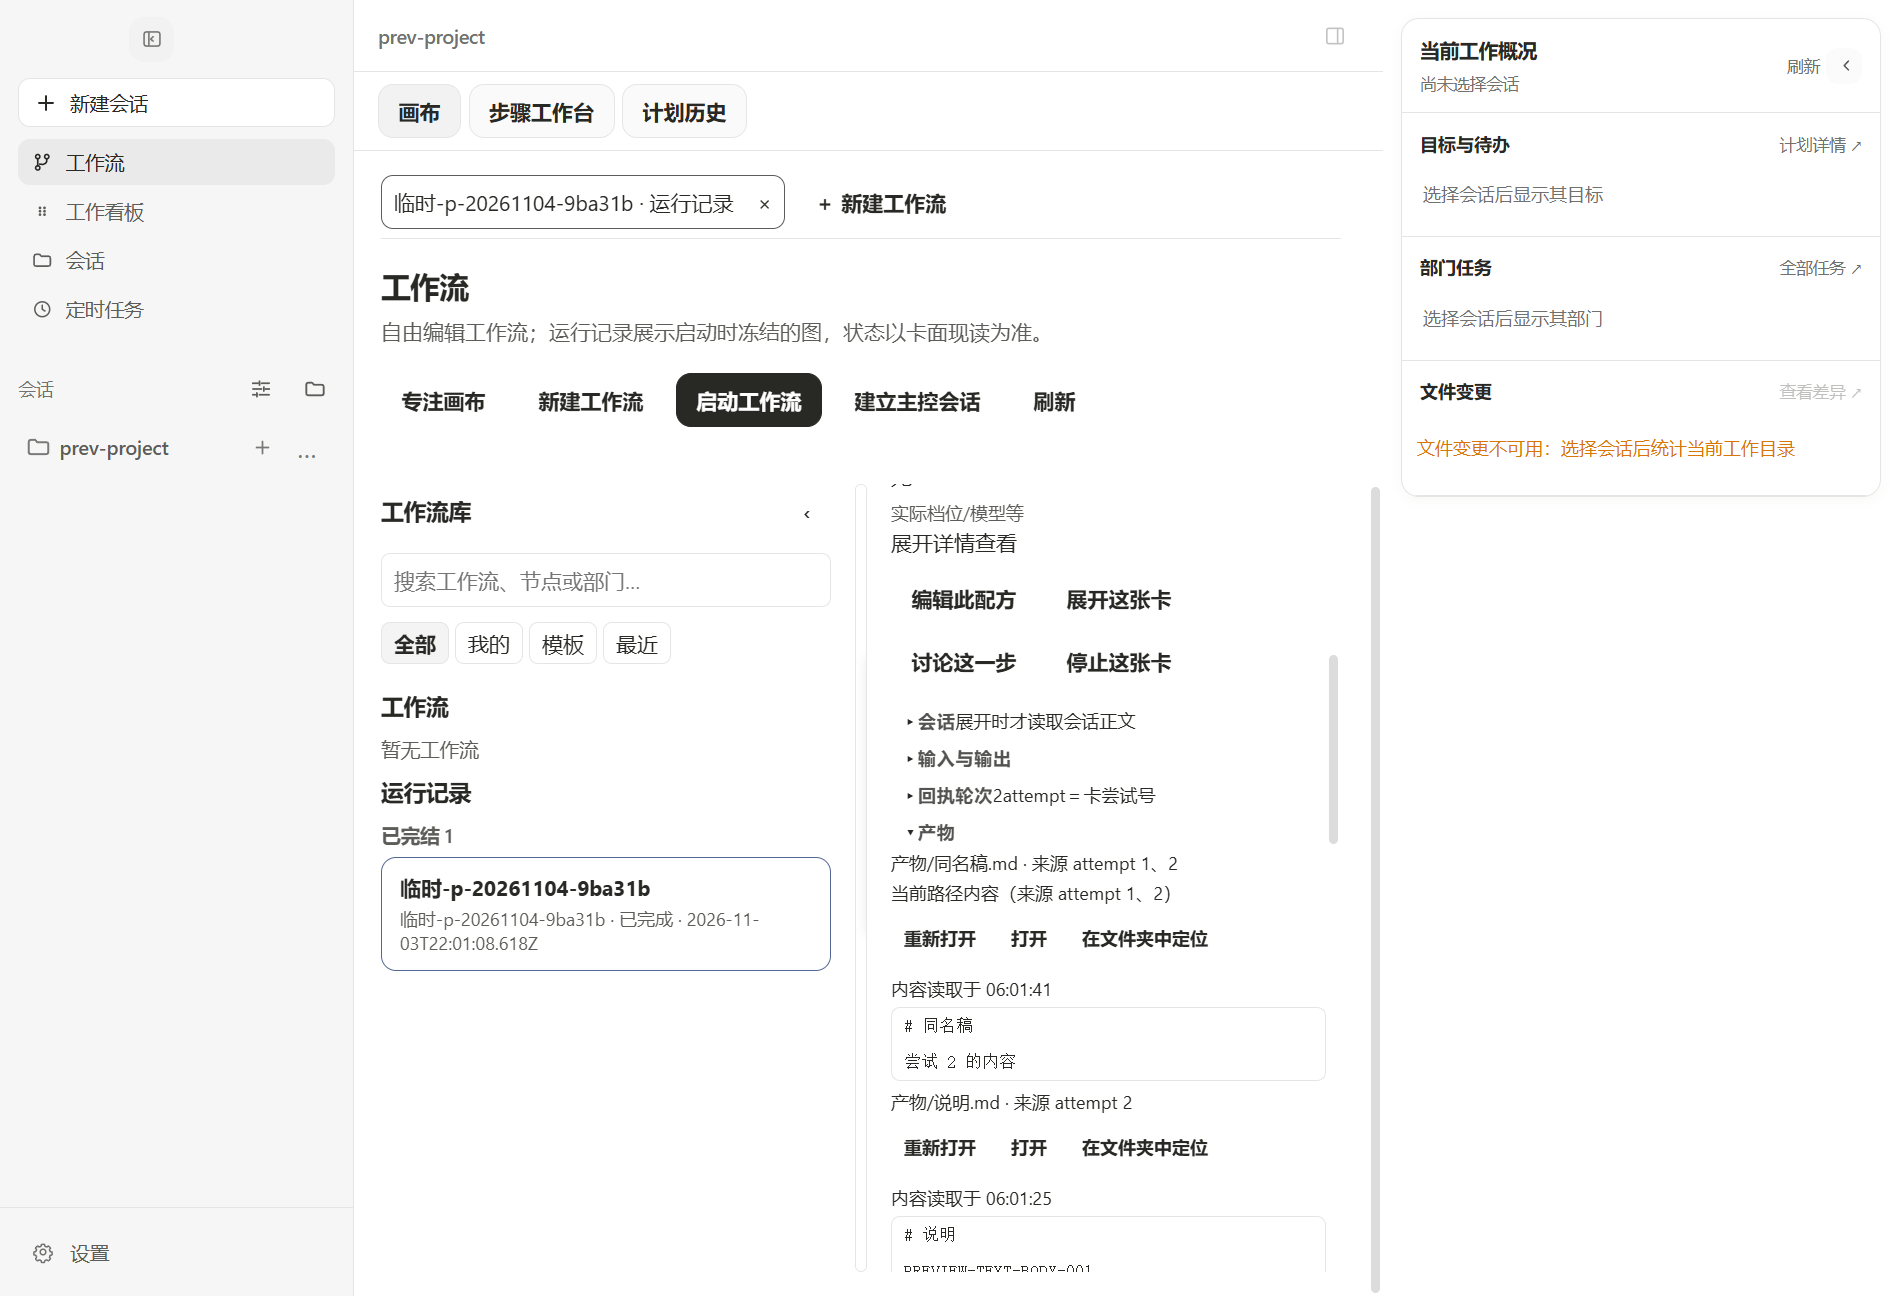 新建会话
工作流
工作看板
会话
定时任务
会话
prev-project
设置
prev-project
画布
步骤工作台
计划历史
临时-p-20261104-9ba31b · 运行记录 ×
+ 新建工作流
工作流
自由编辑工作流；运行记录展示启动时冻结的图，状态以卡面现读为准。
专注画布
新建工作流
启动工作流
建立主控会话
刷新
工作流库
搜索工作流、节点或部门...
全部
我的
模板
最近
工作流
暂无工作流
运行记录
已完结 1
临时-p-20261104-9ba31b
临时-p-20261104-9ba31b · 已完成 · 2026-11-
03T22:01:08.618Z
实际档位/模型等
展开详情查看
编辑此配方
展开这张卡
讨论这一步
停止这张卡
会话展开时才读取会话正文
输入与输出
回执轮次2attempt = 卡尝试号
产物
产物/同名稿.md · 来源 attempt 1、2
当前路径内容（来源 attempt 1、2）
重新打开
打开
在文件夹中定位
内容读取于 06:01:41
# 同名稿
尝试 2 的内容
产物/说明.md · 来源 attempt 2
重新打开
打开
在文件夹中定位
内容读取于 06:01:25
# 说明
PREVIEW-TEXT-BODY-001
当前工作概况
尚未选择会话
刷新
目标与待办
计划详情 ↗
选择会话后显示其目标
部门任务
全部任务 ↗
选择会话后显示其部门
文件变更
查看差异 ↗
文件变更不可用：选择会话后统计当前工作目录